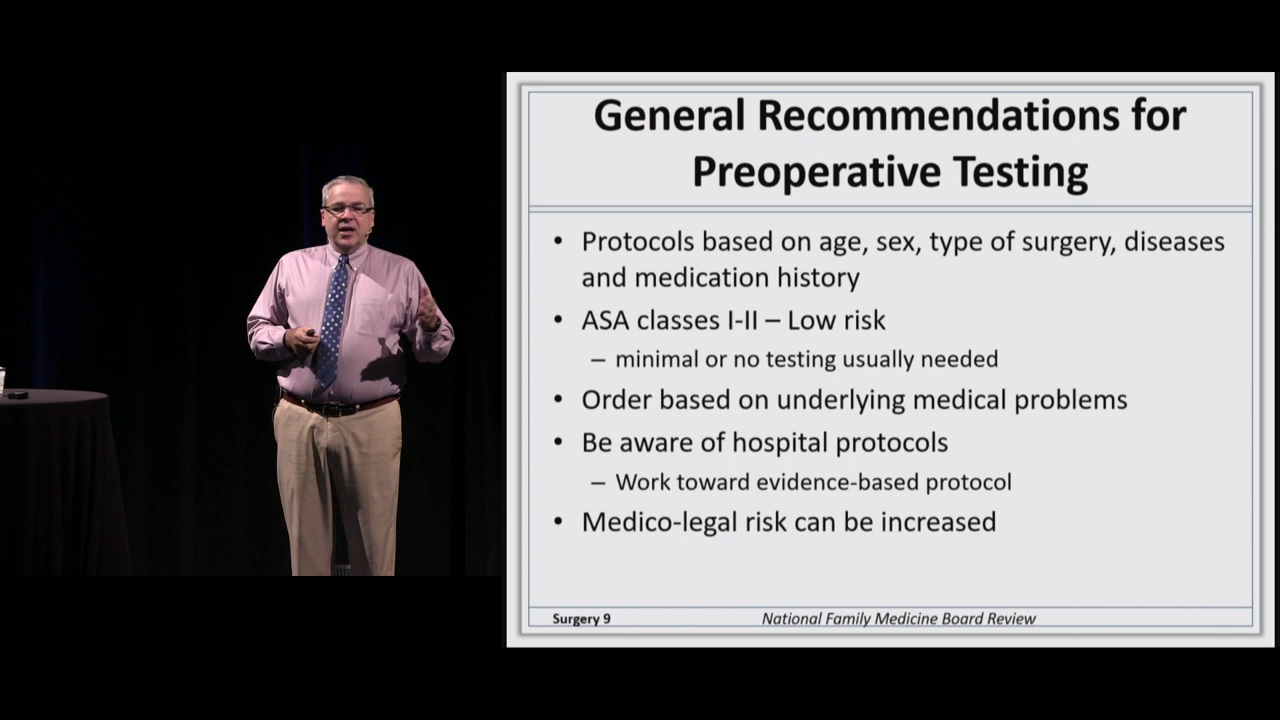 General Recommendations for
Preoperative Testing
• Protocols based on age, sex, type of surgery, diseases
and medication history
• ASA classes I-II – Low risk
– minimal or no testing usually needed
• Order based on underlying medical problems
• Be aware of hospital protocols
– Work toward evidence-based protocol
• Medico-legal risk can be increased
Surgery 9
National Family Medicine Board Review